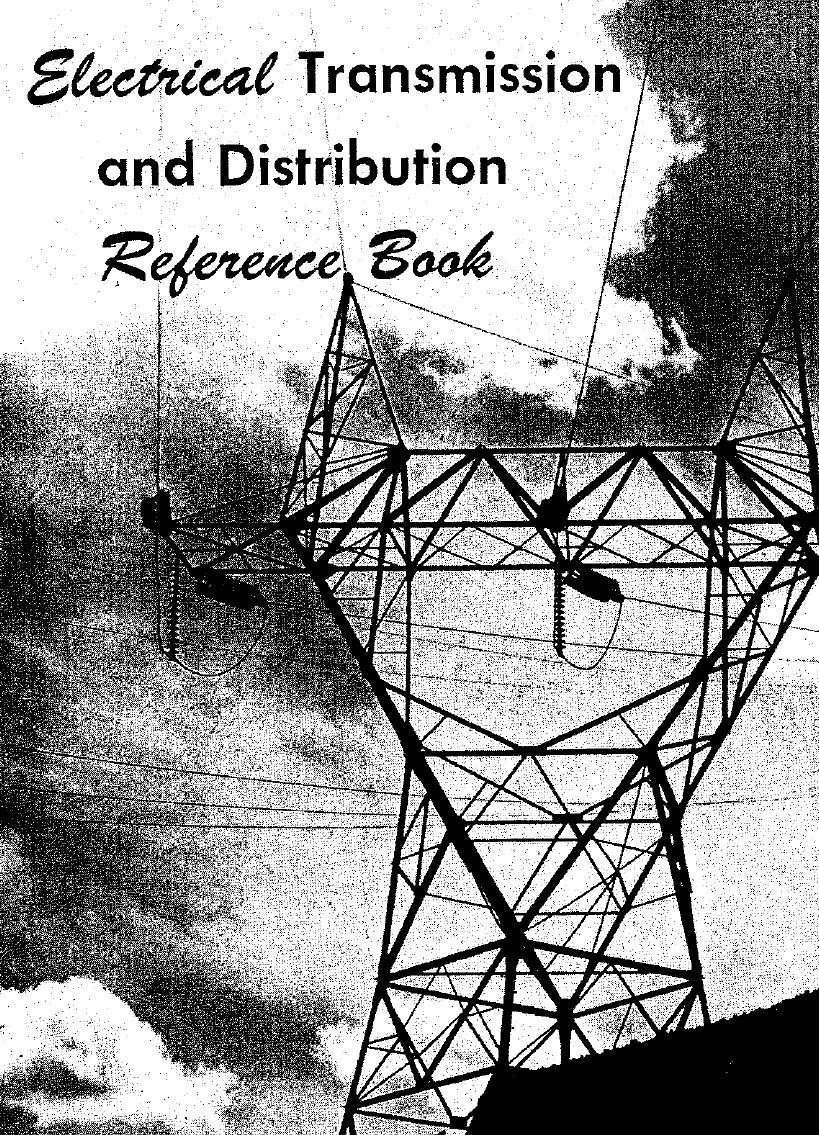 Electrical Transmission
and Distribution
Reference Book